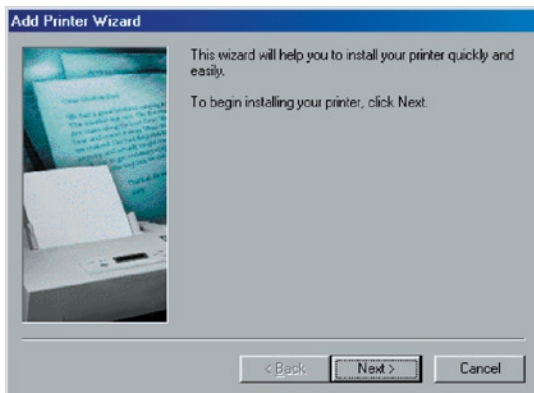 Add Printer Wizard
This wizard will help you to install your printer quickly and
easily.
To begin installing your printer, click Next.
< Back
Next >
Cancel